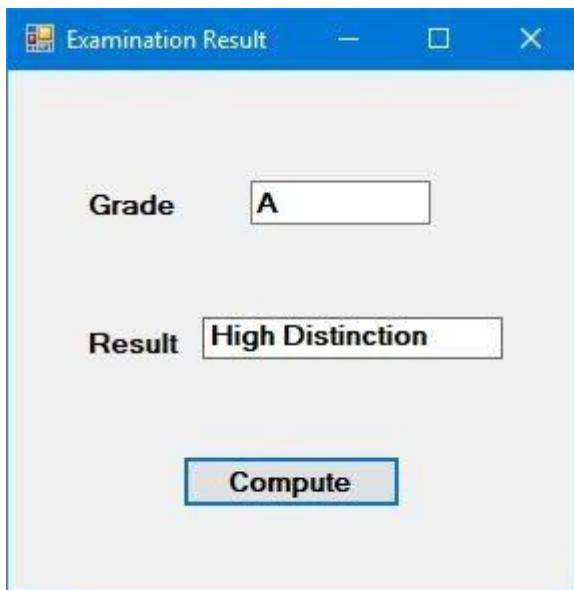 Examination Result
Grade
A
Result
High Distinction
Compute